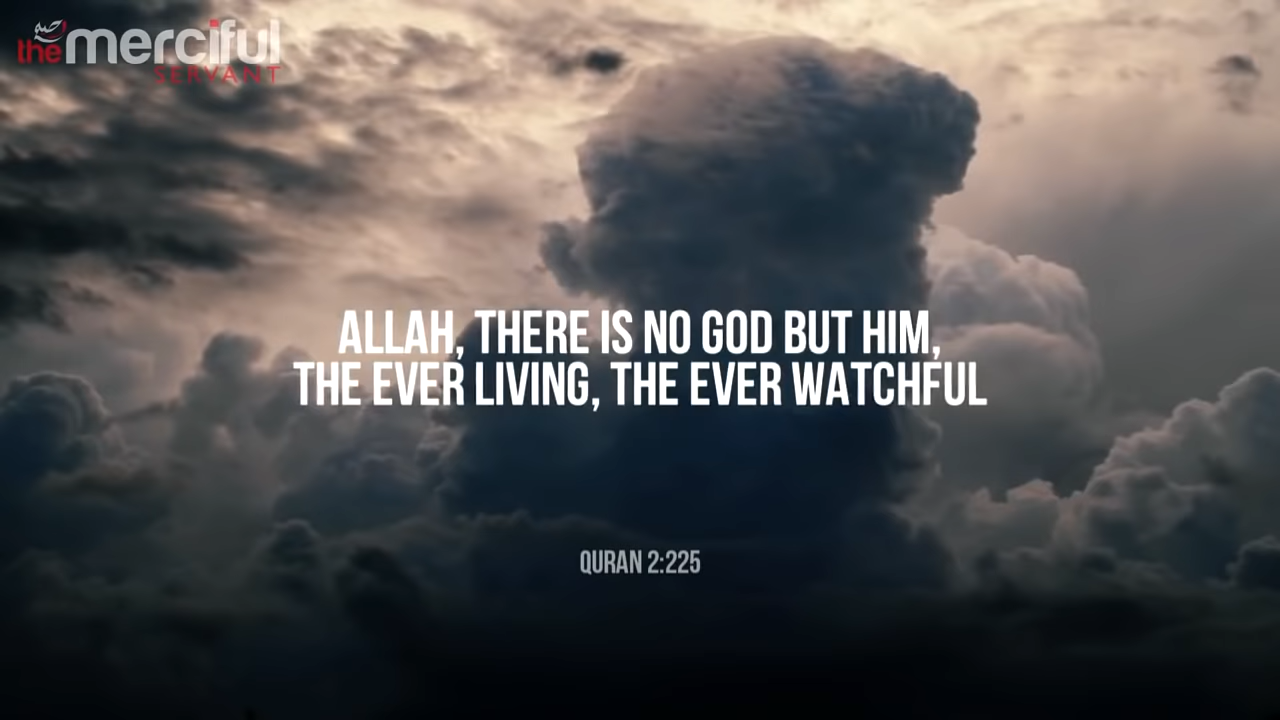 the merciful
SERVANT
ALLAH, THERE IS NO GOD BUT HIM,
THE EVER LIVING, THE EVER WATCHFUL
QURAN 2:225